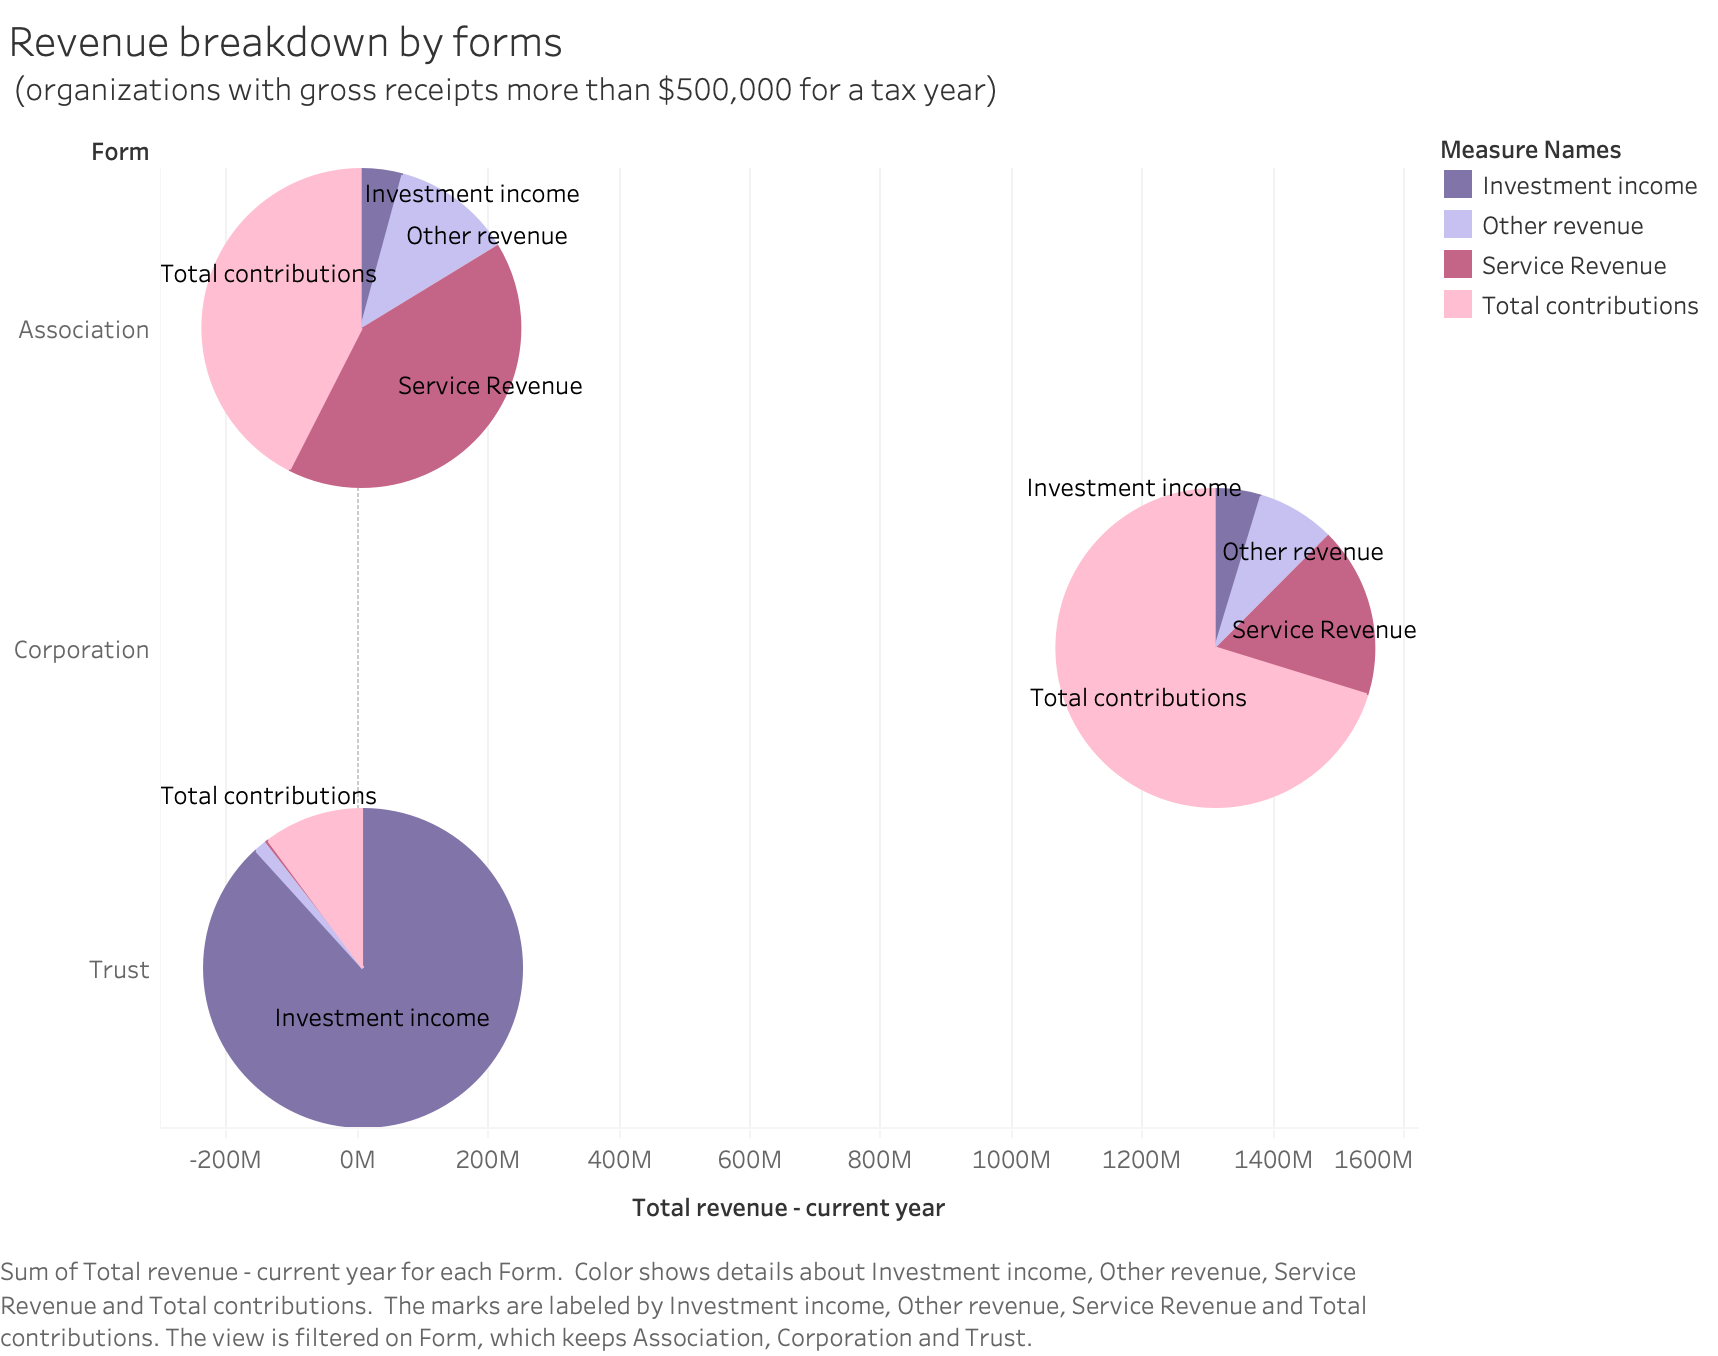 Revenue breakdown by forms
(organizations with gross receipts more than $500,000 for a tax year)
Form
Measure Names
Investment income
Other revenue
Service Revenue
Total contributions
Investment income
Other revenue
Total contributions
Association
Service Revenue
Investment income
Other revenue
Service Revenue
Corporation
Total contributions
Total contributions
Trust
Investment income
-200M 0M 200M 400M 600M 800M 1000M 1200M 1400M 1600M
Total revenue - current year
Sum of Total revenue - current year for each Form. Color shows details about Investment income, Other revenue, Service
Revenue and Total contributions. The marks are labeled by Investment income, Other revenue, Service Revenue and Total
contributions. The view is filtered on Form, which keeps Association, Corporation and Trust.